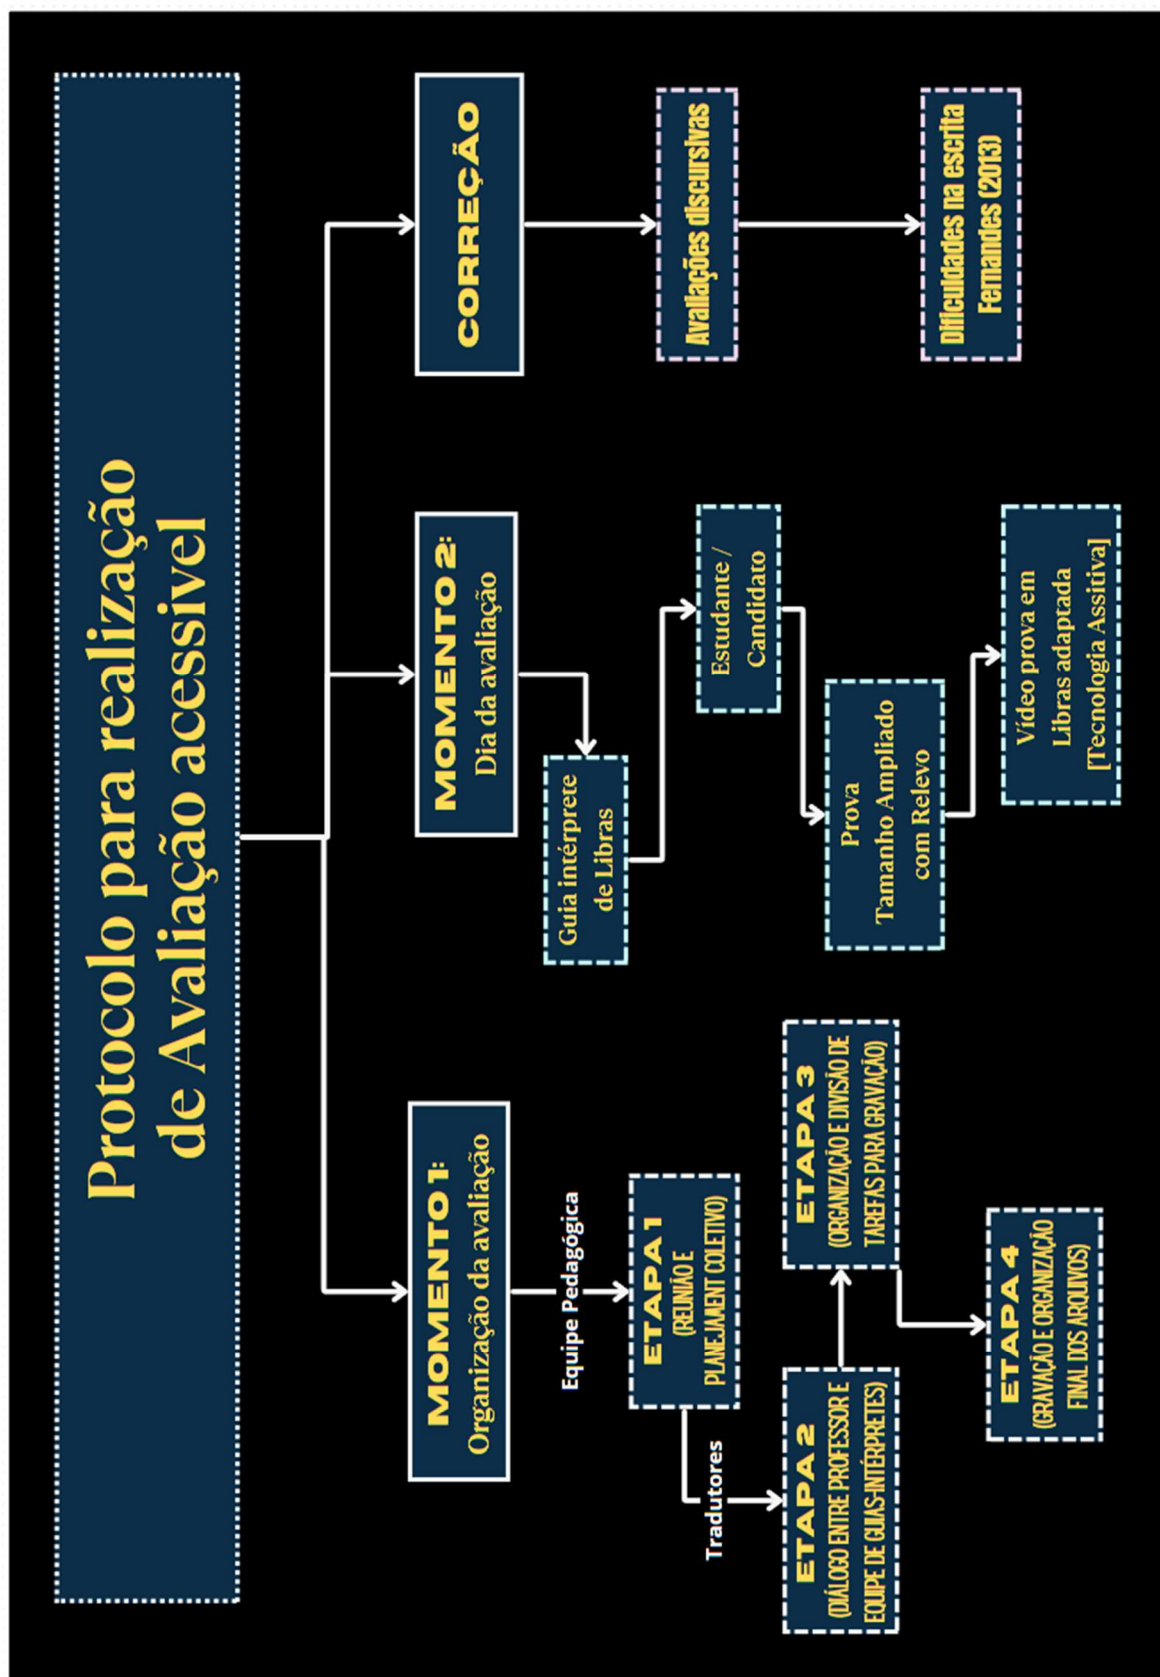 Protocolo para realização
de Avaliação acessivel
MOMENTO 1:
Organização da avaliação
Equipe Pedagógica
ETAPA 1
(REUNIÃO E
PLANEJAMENT COLETIVO)
Tradutores
ETAPA 2
(DIÁLOGO ENTRE PROFESSOR E
EQUIPE DE GUIAS-INTÉRPRETES)
ETAPA 3
(ORGANIZAÇÃO E DIVISÃO DE
TAREFAS PARA GRAVAÇÃO)
ETAPA 4
(GRAVAÇÃO E ORGANIZAÇÃO
FINAL DOS ARQUIVOS)
MOMENTO 2:
Dia da avaliação
Guia intérprete
de Libras
Estudante /
Candidato
Prova
Tamanho Ampliado
com Relevo
Vídeo prova em
Libras adaptada
[Tecnologia Assitiva]
CORREÇÃO
Avaliações discursivas
Dificuldades na escrita
Fernandes (2013)